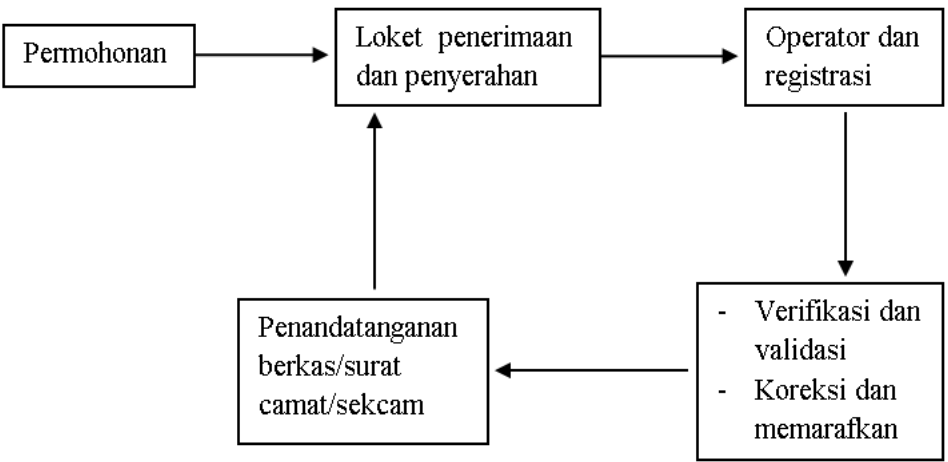 Permohonan
Loket penerimaan
dan penyerahan
Operator dan
registrasi
- Verifikasi dan
validasi
- Koreksi dan
memarafkan
Penandatanganan
berkas/surat
camat/sekcam